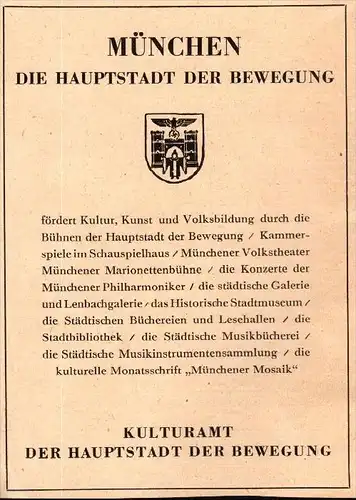 MÜNCHEN
DIE HAUPTSTADT DER BEWEGUNG
fördert Kultur, Kunst und Volksbildung durch die
Bühnen der Hauptstadt der Bewegung / Kammer-
spiele im Schauspielhaus / Münchener Volkstheater
Münchener Marionettenbühne / die Konzerte der
Münchener Philharmoniker / die städtische Galerie
und Lenbachgalerie / das Historische Stadtmuseum /
die Städtischen Büchereien und Lesehallen / die
Stadtbibliothek / die Städtische Musikbücherei /
die Städtische Musikinstrumentensammlung / die
kulturelle Monatsschrift „Münchener Mosaik“
KULTURAMT
DER HAUPTSTADT DER BEWEGUNG